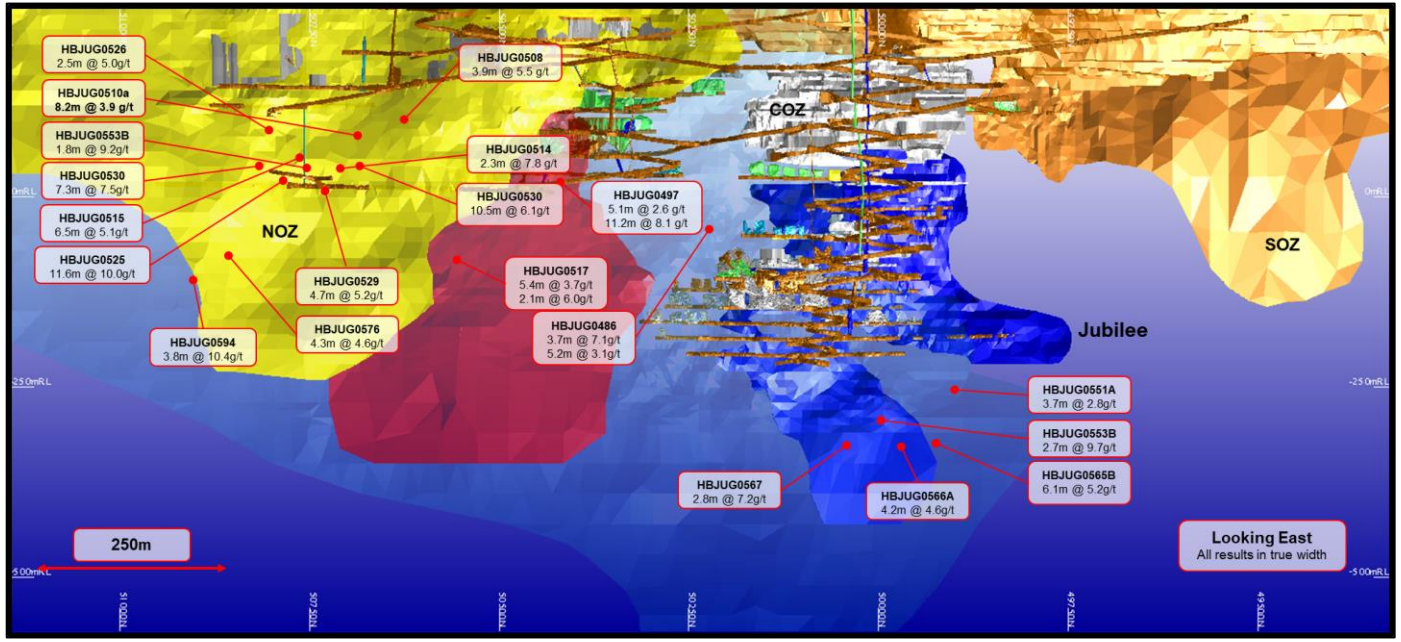 HBJUG0526
2.5m @ 5.0g/t
HBJUG0508
3.9m @ 5.5 g/t
HBJUG0510a
8.2m @ 3.9 g/t
HBJUG0553B
1.8m @ 9.2g/t
HBJUG0530
7.3m @ 7.5g/t
HBJUG0515
6.5m @ 5.1g/t
HBJUG0525
11.6m @ 10.0g/t
HBJUG0514
2.3m @ 7.8 g/t
HBJUG0530
10.5m @ 6.1g/t
HBJUG0497
5.1m @ 2.6 g/t
11.2m @ 8.1 g/t
COZ
NOZ
SOZ
0mRL
0mRL
HBJUG0529
4.7m @ 5.2g/t
HBJUG0517
5.4m @ 3.7g/t
2.1m @ 6.0g/t
HBJUG0594
3.8m @ 10.4g/t
HBJUG0576
4.3m @ 4.6g/t
HBJUG0486
3.7m @ 7.1g/t
5.2m @ 3.1g/t
Jubilee
-250mRL
-250mRL
HBJUG0551A
3.7m @ 2.8g/t
HBJUG0553B
2.7m @ 9.7g/t
HBJUG0565B
6.1m @ 5.2g/t
HBJUG0567
2.8m @ 7.2g/t
HBJUG0566A
4.2m @ 4.6g/t
250m
Looking East
All results in true width
-500mRL
-500mRL